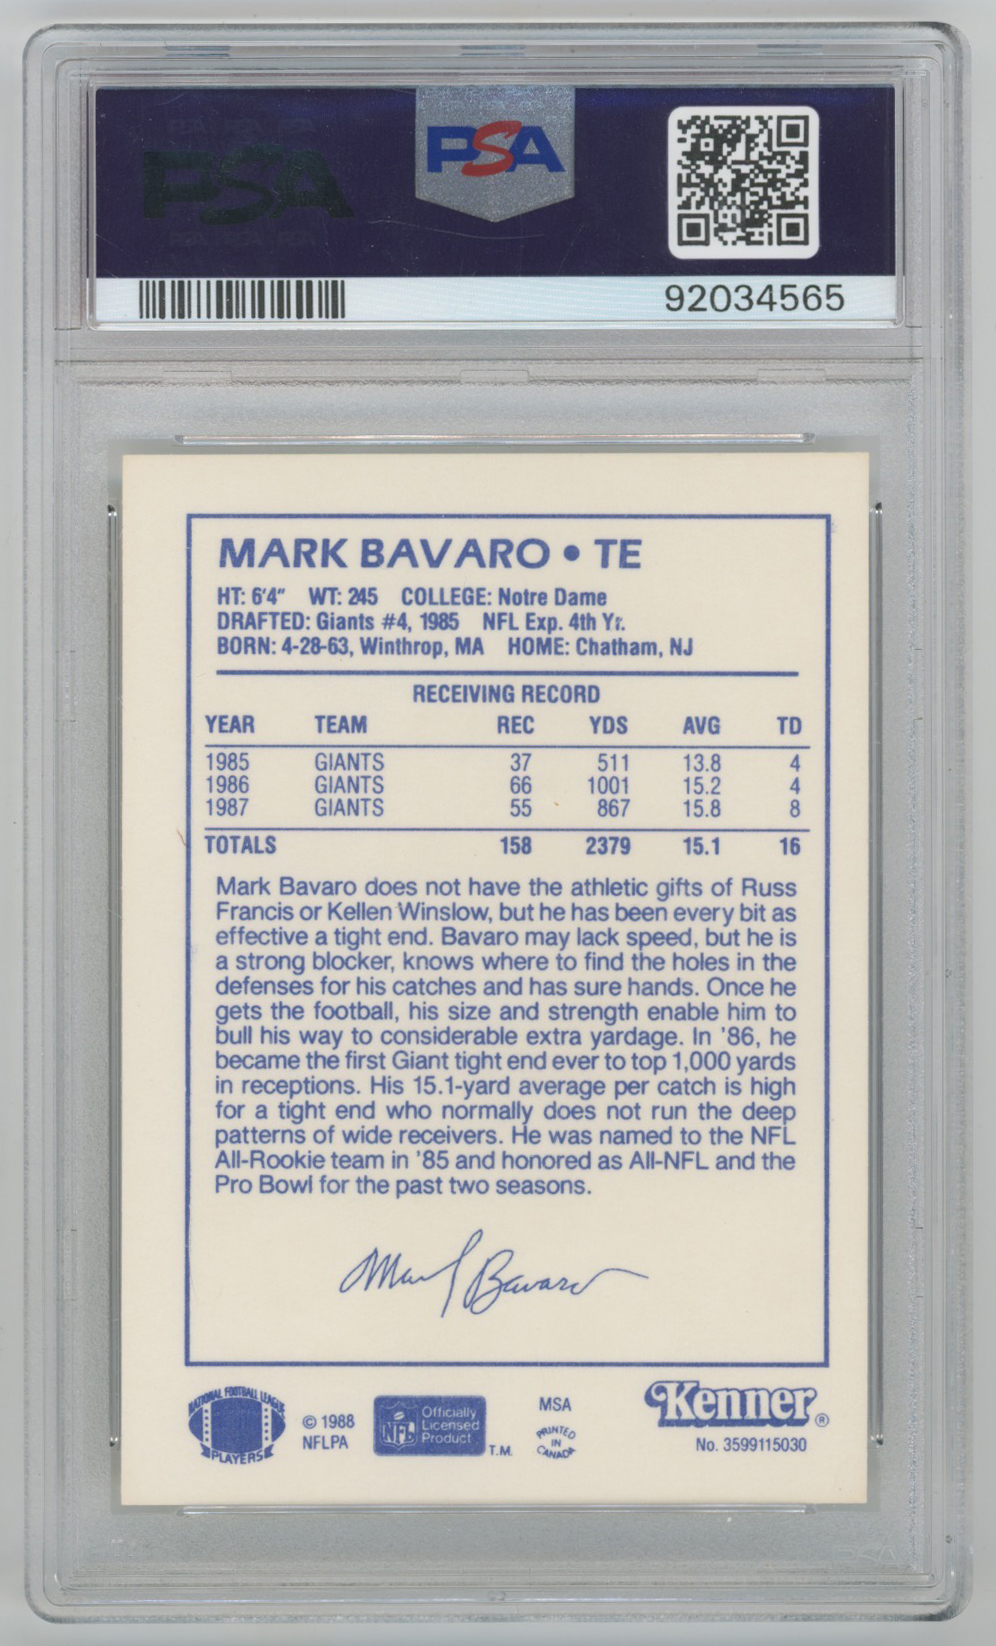 PSA
PSA
92034565
MARK BAVARO • TE
HT: 6'4" WT: 245 COLLEGE: Notre Dame
DRAFTED: Giants #4, 1985 NFL Exp. 4th Yr.
BORN: 4-28-63, Winthrop, MA HOME: Chatham, NJ
RECEIVING RECORD
YEAR TEAM REC YDS AVG TD
1985 GIANTS 37 511 13.8 4
1986 GIANTS 66 1001 15.2 4
1987 GIANTS 55 867 15.8 8
TOTALS 158 2379 15.1 16
Mark Bavaro does not have the athletic gifts of Russ
Francis or Kellen Winslow, but he has been every bit as
effective a tight end. Bavaro may lack speed, but he is
a strong blocker, knows where to find the holes in the
defenses for his catches and has sure hands. Once he
gets the football, his size and strength enable him to
bull his way to considerable extra yardage. In '86, he
became the first Giant tight end ever to top 1,000 yards
in receptions. His 15.1-yard average per catch is high
for a tight end who normally does not run the deep
patterns of wide receivers. He was named to the NFL
All-Rookie team in '85 and honored as All-NFL and the
Pro Bowl for the past two seasons.
Mark Bavaro
NATIONAL FOOTBALL LEAGUE
PLAYERS
© 1988
NFLPA
NFL
Officially
Licensed
Product
T.M.
MSA
PRINTED
IN
CANADA
Kenner®
No. 3599115030